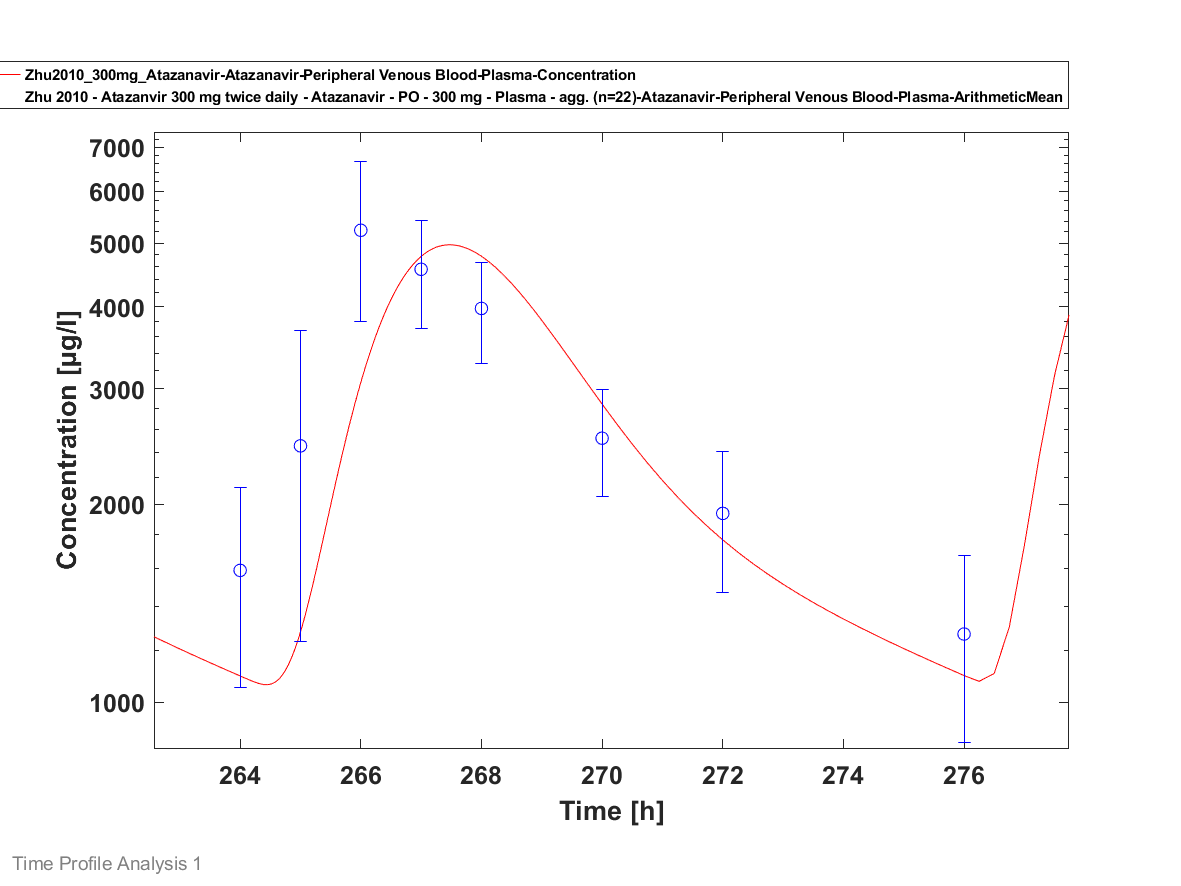 Zhu2010_300mg_Atazanavir-Atazanavir-Peripheral Venous Blood-Plasma-Concentration
Zhu 2010 - Atazanvir 300 mg twice daily - Atazanavir - PO - 300 mg - Plasma - agg. (n=22)-Atazanavir-Peripheral Venous Blood-Plasma-ArithmeticMean
7000
6000
5000
4000
3000
2000
1000
Concentration [µg/l]
264 266 268 270 272 274 276
Time [h]
Time Profile Analysis 1